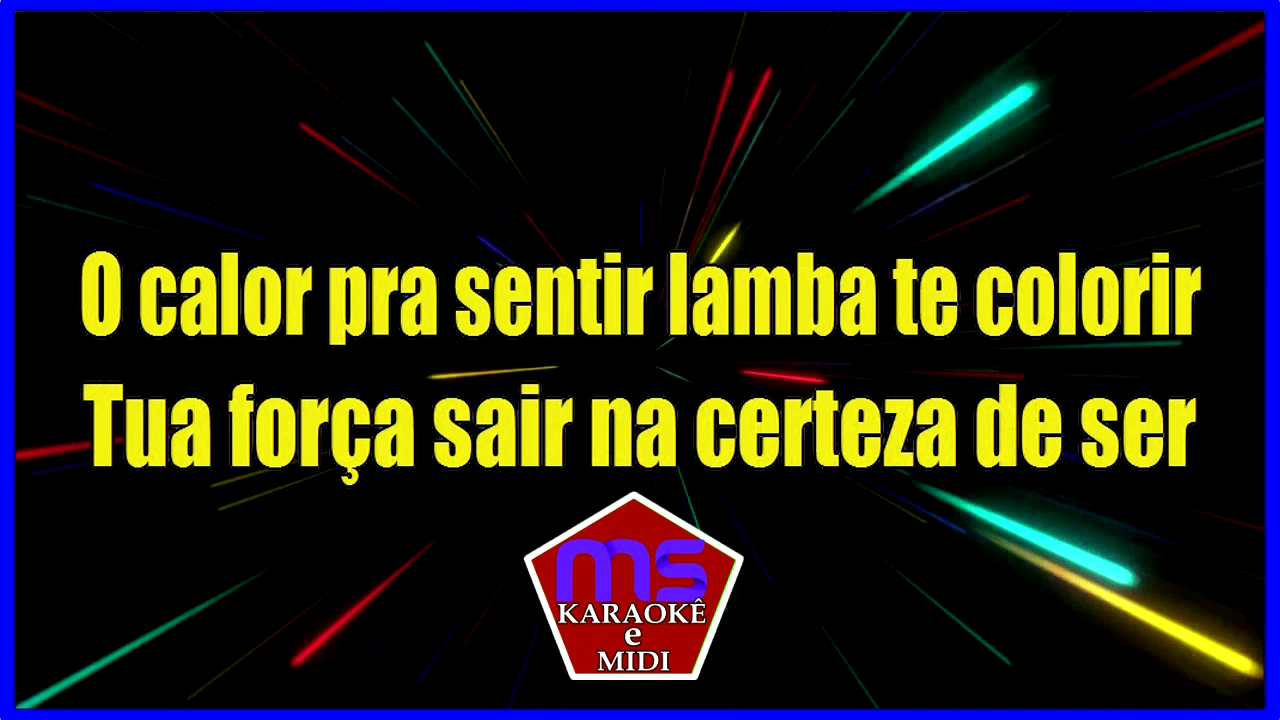 O calor pra sentir lamba te colorir
Tua força sair na certeza de ser
ms
KARAOKÊ
e
MIDI